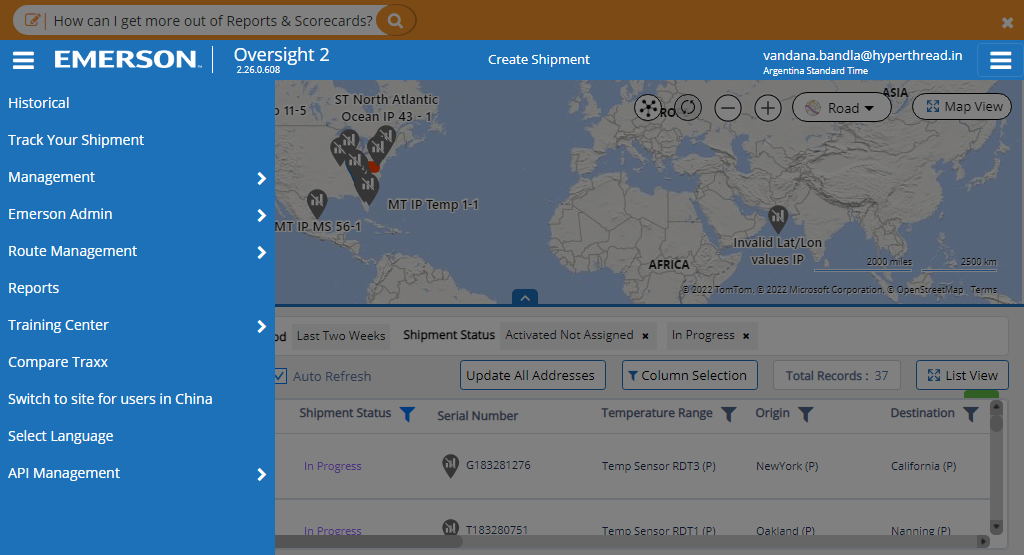 How can I get more out of Reports & Scorecards?
EMERSON
Oversight 2
2.26.0.608
Create Shipment
vandana.bandla@hyperthread.in
Argentina Standard Time
Historical
Track Your Shipment
Management
Emerson Admin
Route Management
Reports
Training Center
Compare Traxx
Switch to site for users in China
Select Language
API Management
11-5
ST North Atlantic
Ocean IP 43 - 1
MT IP Temp 1-1
MT IP MS 56-1
ASIA
Road
Map View
Invalid Lat/Lon
values IP
AFRICA
2000 miles
2500 km
© 2022 TomTom, © 2022 Microsoft Corporation, © OpenStreetMap Terms
Last Two Weeks
Shipment Status
Activated Not Assigned ×
In Progress ×
Auto Refresh
Update All Addresses
Column Selection
Total Records : 37
List View
Shipment Status
Serial Number
Temperature Range
Origin
Destination
In Progress
G183281276
Temp Sensor RDT3 (P)
NewYork (P)
California (P)
In Progress
T183280751
Temp Sensor RDT1 (P)
Oakland (P)
Nanning (P)